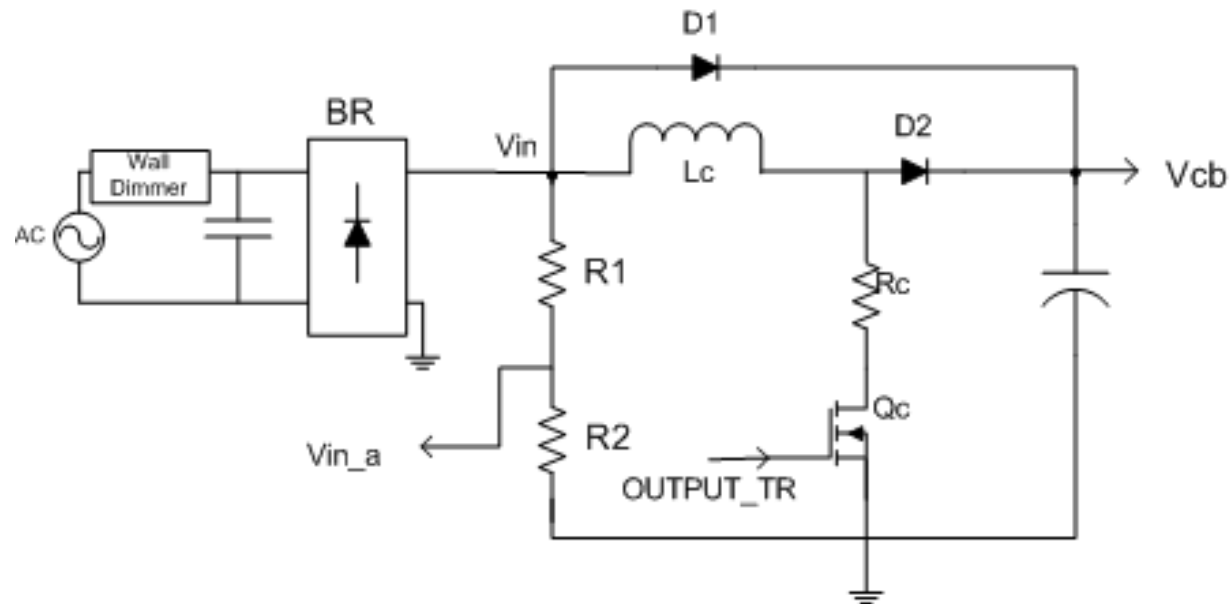 D1
BR
D2
Vin
Wall
Dimmer
Lc
Vcb
AC
R1
Rc
Qc
R2
Vin_a
OUTPUT_TR